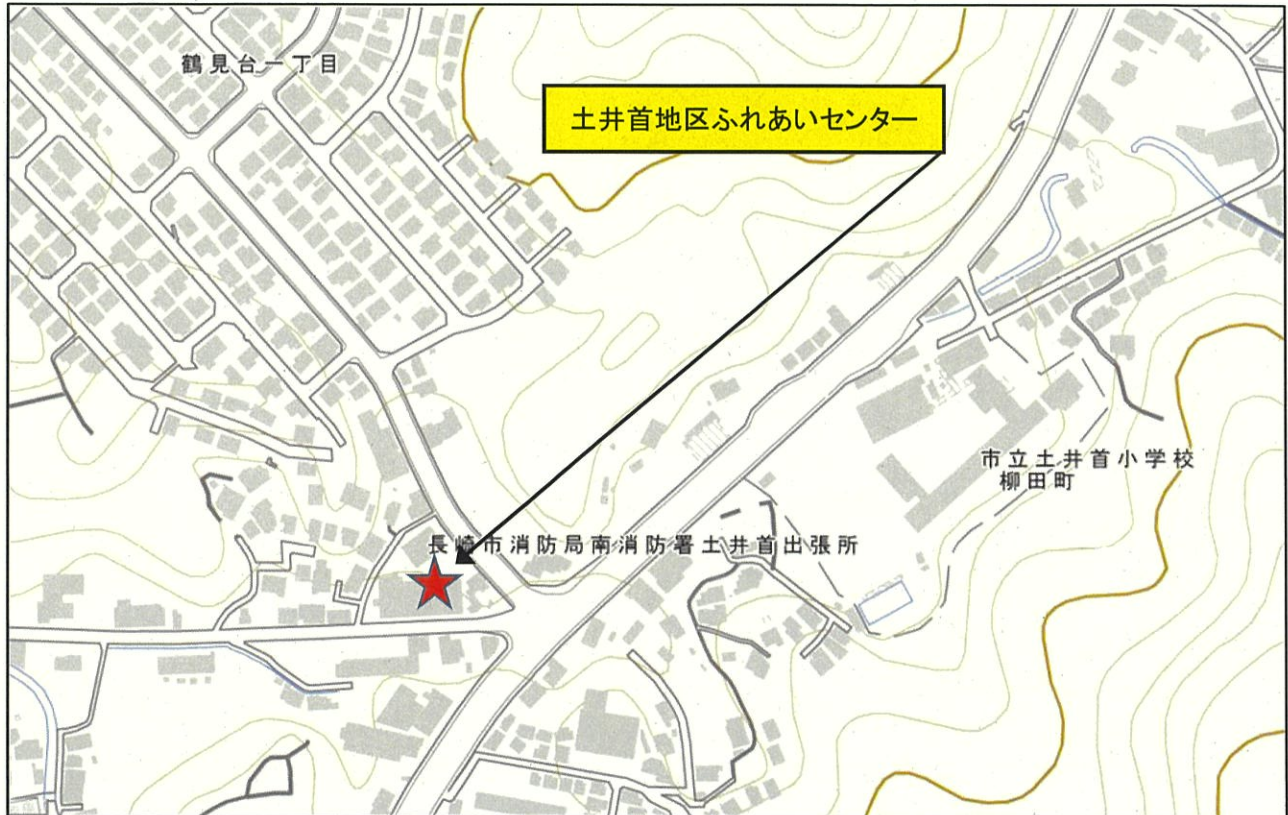 鶴見台一丁目
土井首地区ふれあいセンター
市立土井首小学校
柳田町
長崎市消防局南消防署土井首出張所